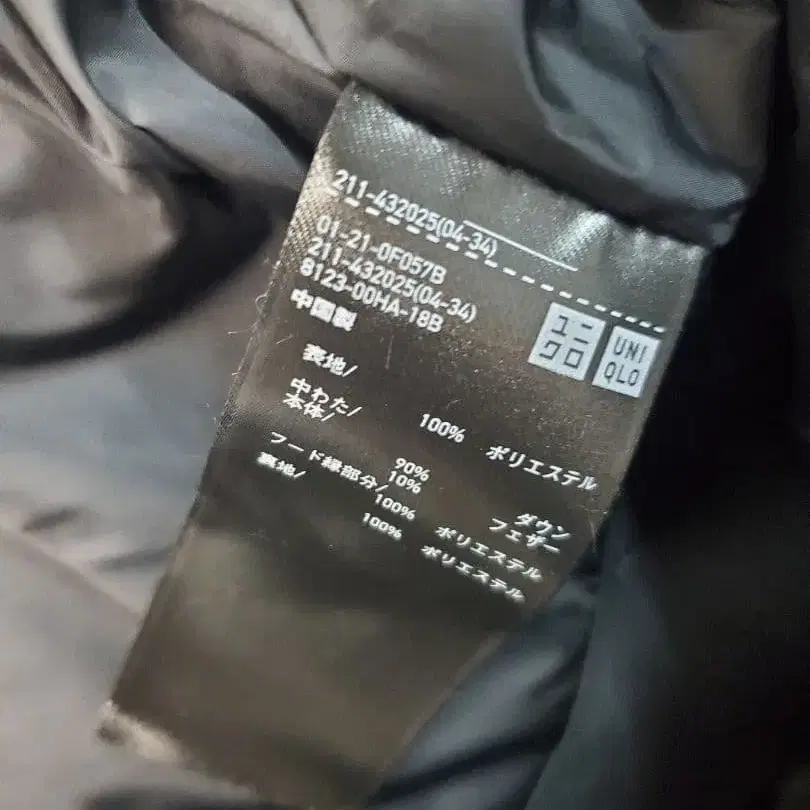 211-432025(04-34)
01-21-0F057B
211-432025(04-34)
8123-00HA-18B
中国製
ユニ
クロ
UNI
QLO
表地/
100% ポリエステル
中わた/
本体/
90% ダウン
10% フェザー
フード縁部分/
100% ポリエステル
裏地/
100% ポリエステル